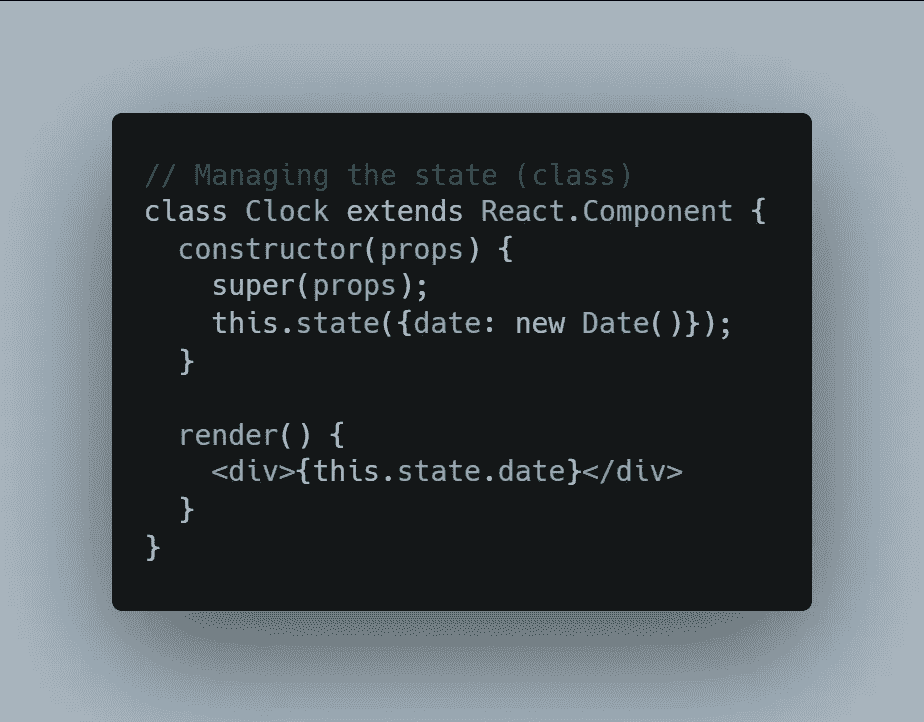 // Managing the state (class)
class Clock extends React.Component {
  constructor(props) {
    super(props);
    this.state({date: new Date()});
  }

  render() {
    <div>{this.state.date}</div>
  }
}